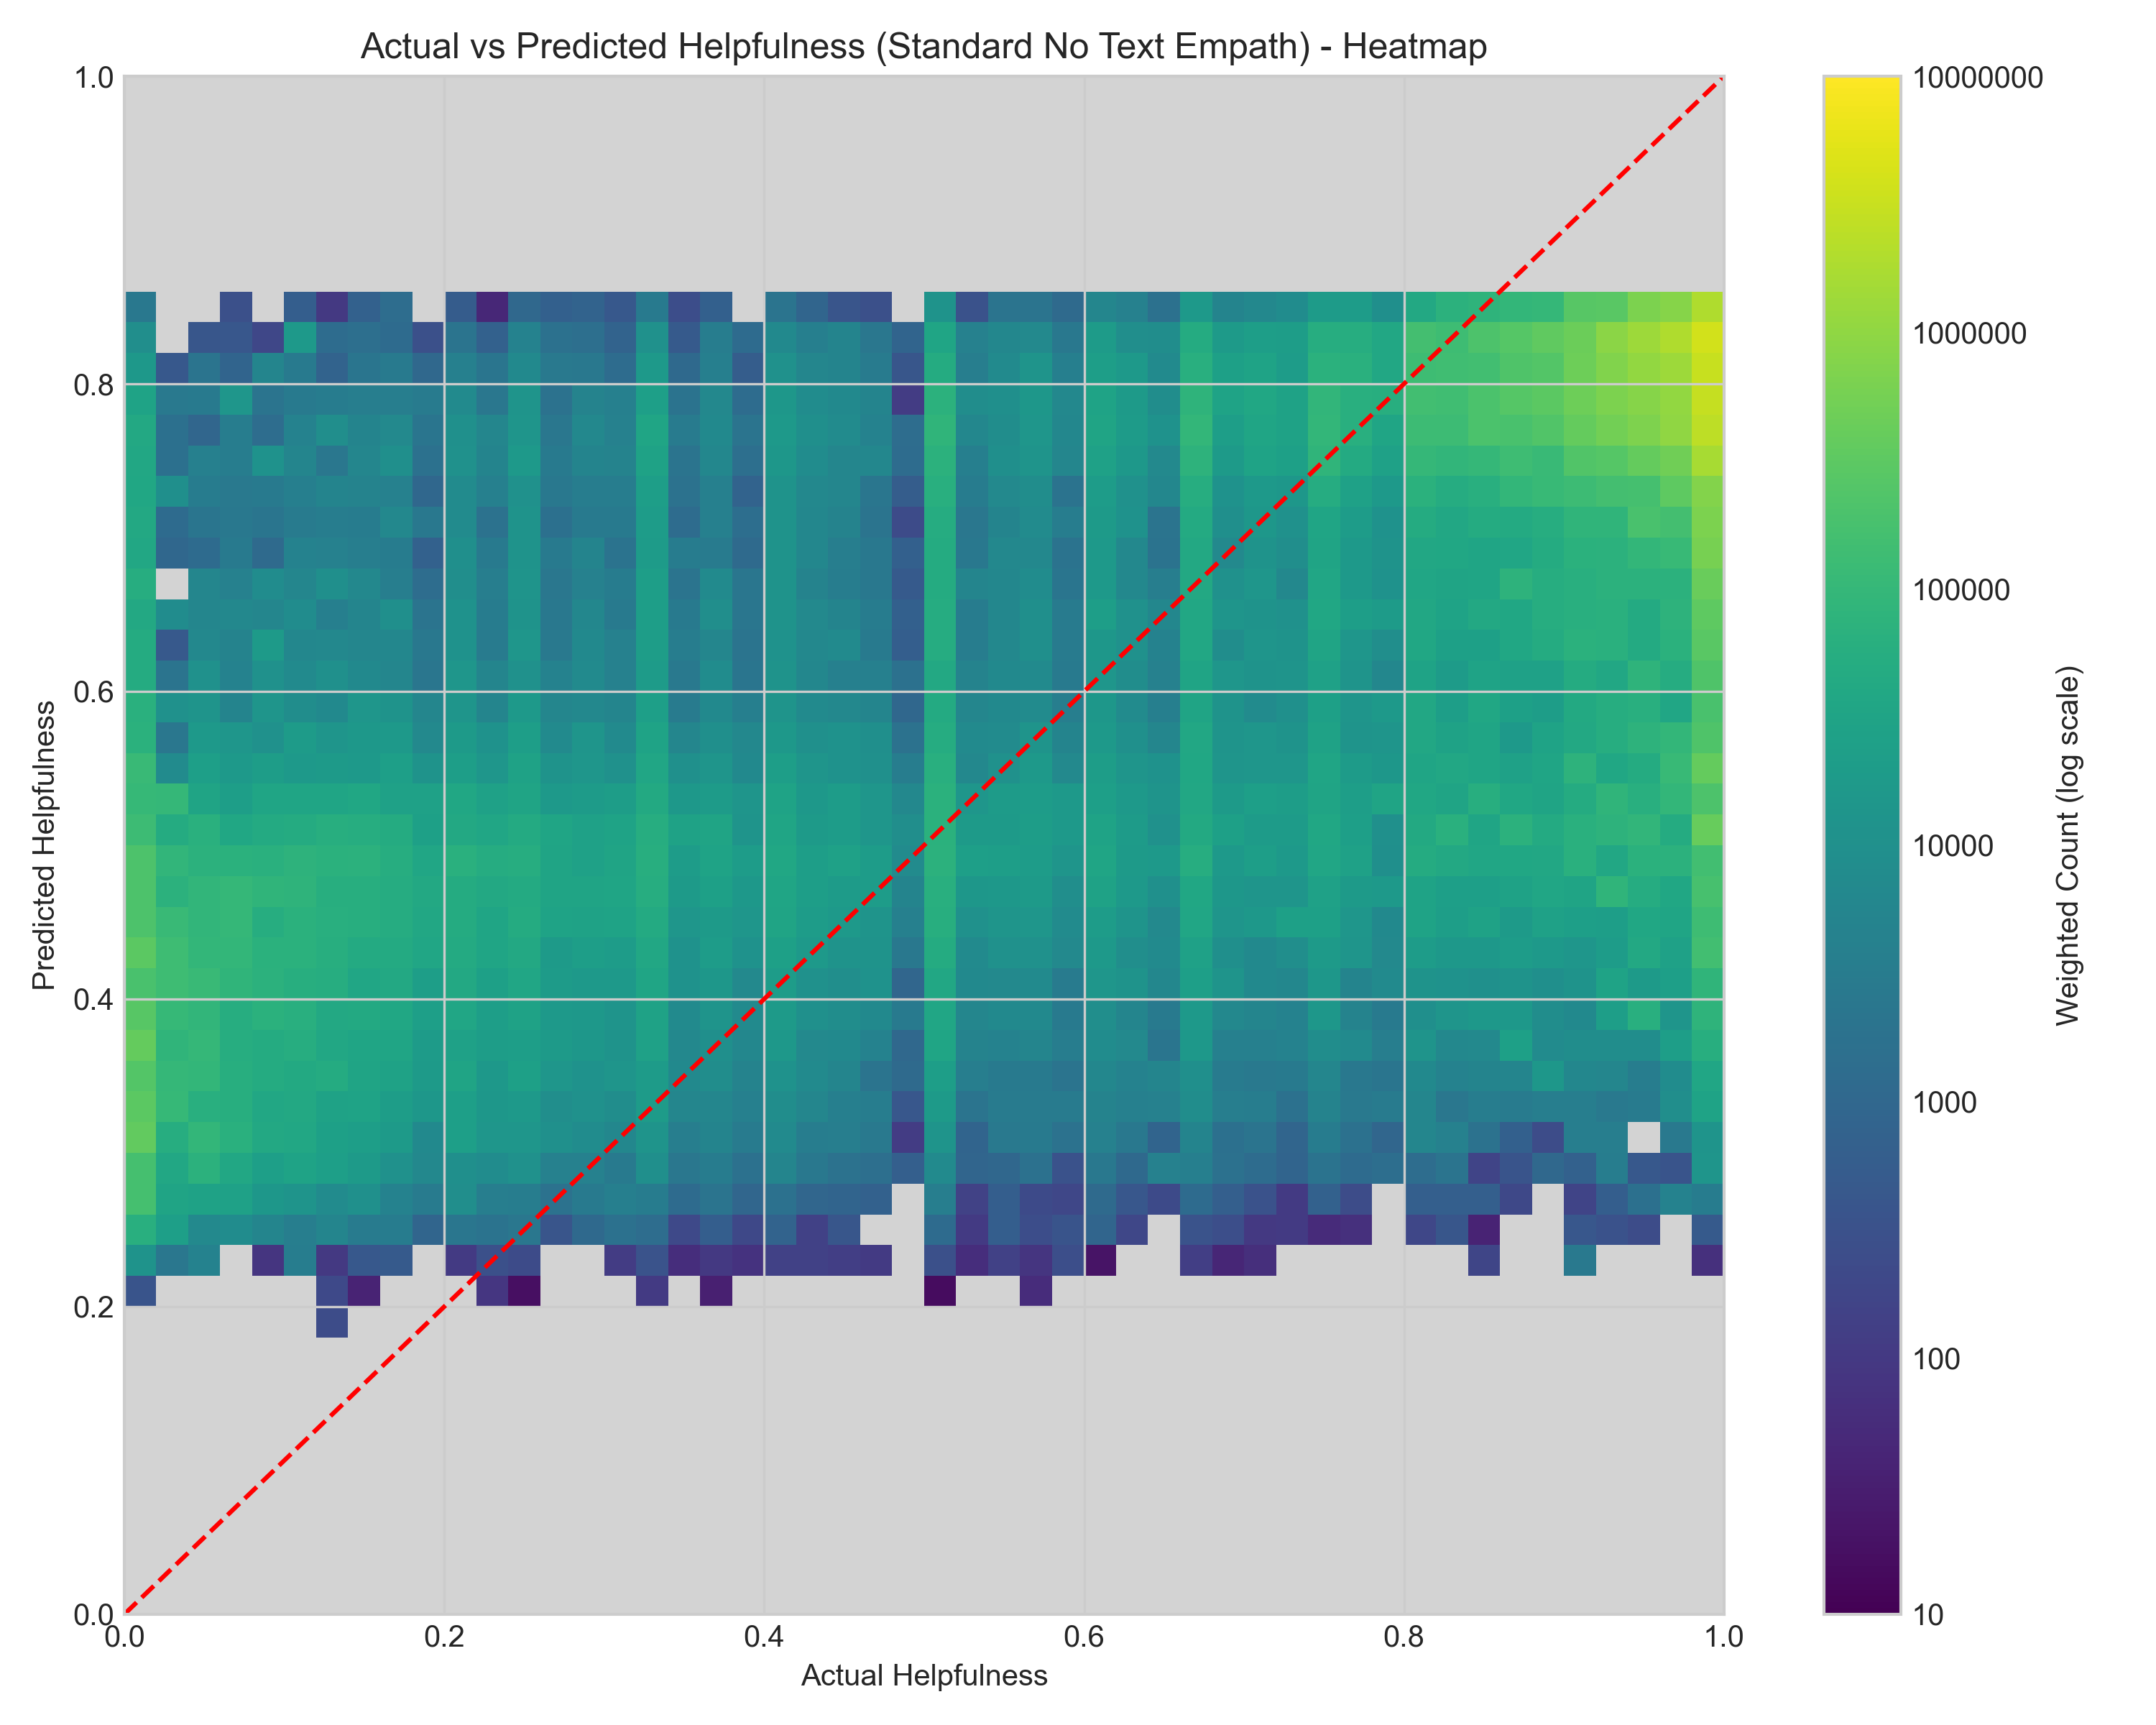 Actual vs Predicted Helpfulness (Standard No Text Empath) - Heatmap
Predicted Helpfulness
1.0
0.8
0.6
0.4
0.2
0.0
0.0 0.2 0.4 0.6 0.8 1.0
Actual Helpfulness
10000000
1000000
100000
10000
1000
100
10
Weighted Count (log scale)